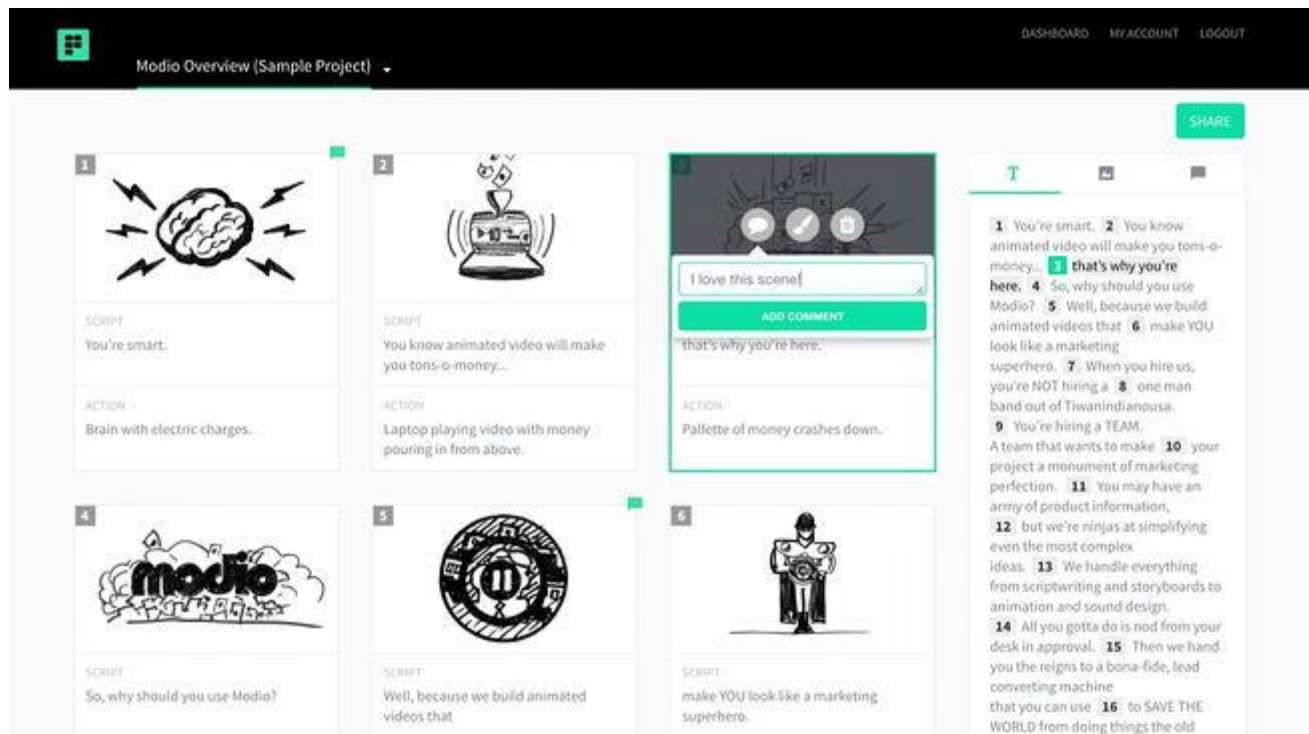 DASHBOARD MY ACCOUNT LOGOUT
Modio Overview (Sample Project)
SHARE
1
SCRIPT
You're smart.
ACTION
Brain with electric charges.
2
SCRIPT
You know animated video will make
you tons-o-money...
ACTION
Laptop playing video with money
pouring in from above.
3
I love this scene!
ADD COMMENT
that's why you're here.
ACTION
Pallette of money crashes down.
4
modio
SCRIPT
So, why should you use Modio?
5
SCRIPT
Well, because we build animated
videos that
6
SCRIPT
make YOU look like a marketing
superhero.
T
1 You're smart. 2 You know
animated video will make you tons-o-
money... 3 that's why you're
here. 4 So, why should you use
Modio? 5 Well, because we build
animated videos that 6 make YOU
look like a marketing
superhero. 7 When you hire us,
you're NOT hiring a 8 one man
band out of Tiwanindianousa.
9 You're hiring a TEAM.
A team that wants to make 10 your
project a monument of marketing
perfection. 11 You may have an
army of product information,
12 but we're ninjas at simplifying
even the most complex
ideas. 13 We handle everything
from scriptwriting and storyboards to
animation and sound design.
14 All you gotta do is nod from your
desk in approval. 15 Then we hand
you the reigns to a bona-fide, lead
converting machine
that you can use 16 to SAVE THE
WORLD from doing things the old